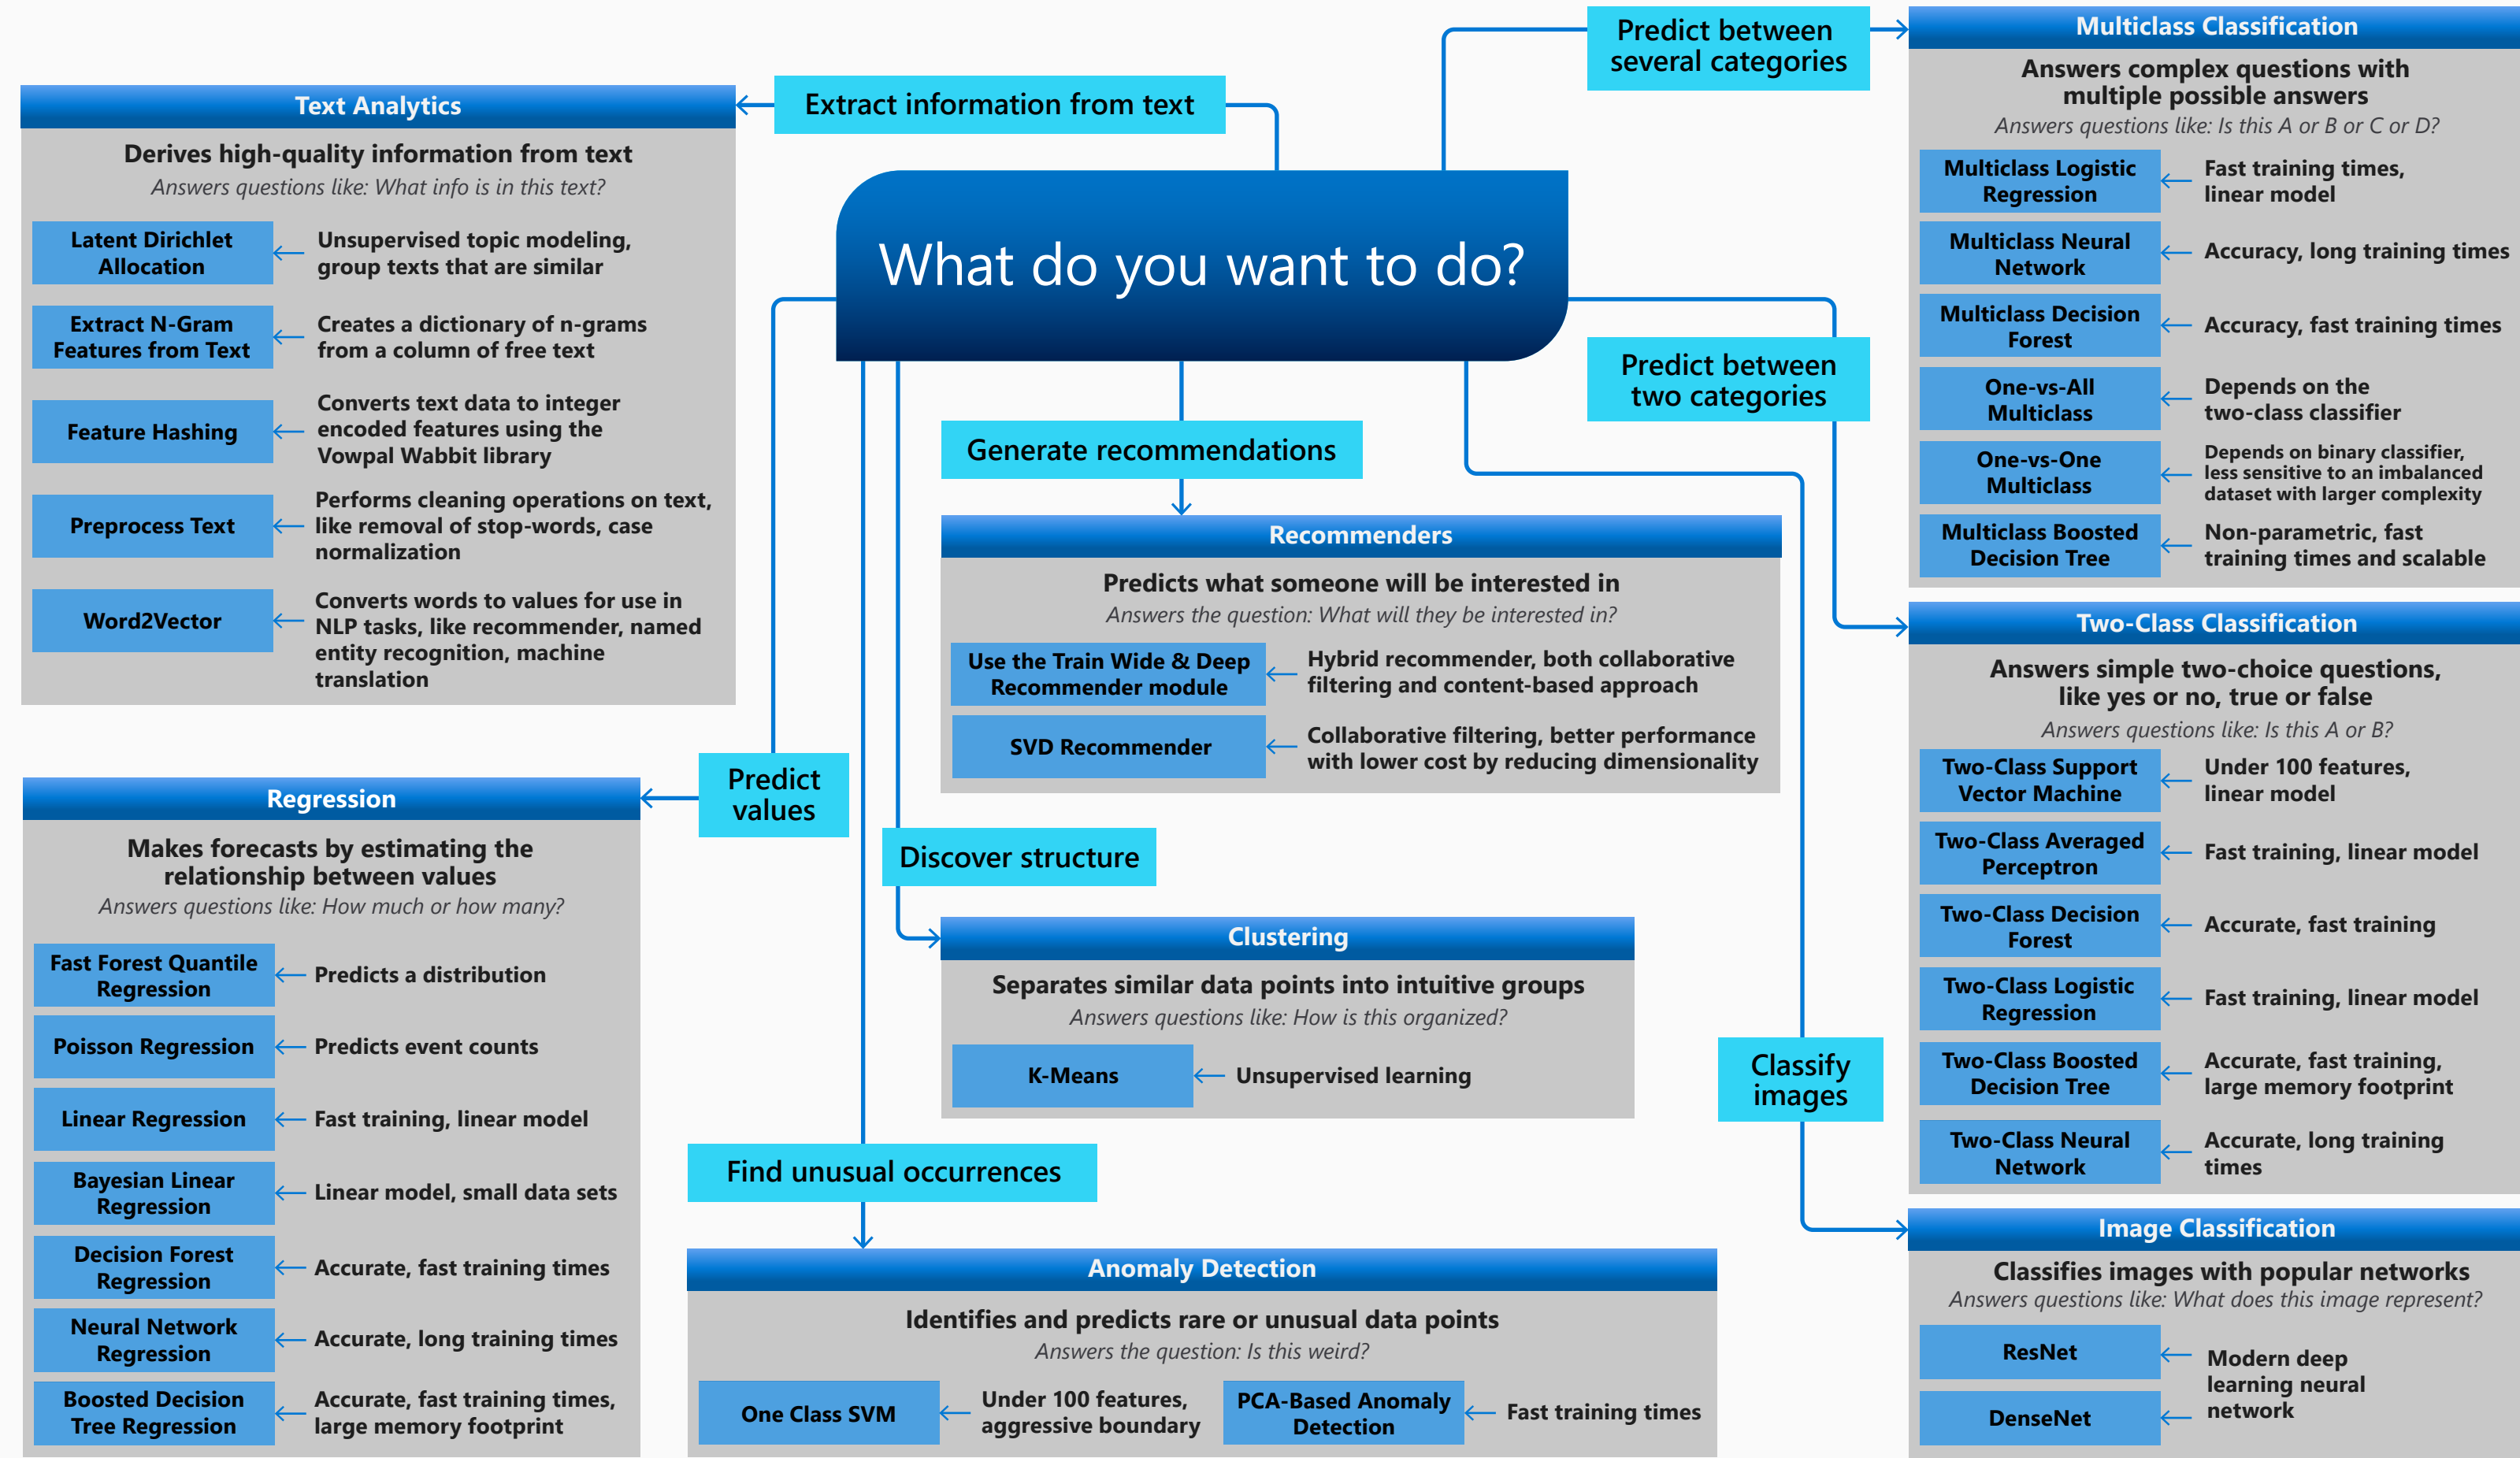 What do you want to do?
Extract information from text
Text Analytics
Derives high-quality information from text
Answers questions like: What info is in this text?
Latent Dirichlet
Allocation
Unsupervised topic modeling,
group texts that are similar
Extract N-Gram
Features from Text
Creates a dictionary of n-grams
from a column of free text
Feature Hashing
Converts text data to integer
encoded features using the
Vowpal Wabbit library
Preprocess Text
Performs cleaning operations on text,
like removal of stop-words, case
normalization
Word2Vector
Converts words to values for use in
NLP tasks, like recommender, named
entity recognition, machine
translation
Predict
values
Regression
Makes forecasts by estimating the
relationship between values
Answers questions like: How much or how many?
Fast Forest Quantile
Regression
Predicts a distribution
Poisson Regression
Predicts event counts
Linear Regression
Fast training, linear model
Bayesian Linear
Regression
Linear model, small data sets
Decision Forest
Regression
Accurate, fast training times
Neural Network
Regression
Accurate, long training times
Boosted Decision
Tree Regression
Accurate, fast training times,
large memory footprint
Generate recommendations
Recommenders
Predicts what someone will be interested in
Answers the question: What will they be interested in?
Use the Train Wide & Deep
Recommender module
Hybrid recommender, both collaborative
filtering and content-based approach
SVD Recommender
Collaborative filtering, better performance
with lower cost by reducing dimensionality
Discover structure
Clustering
Separates similar data points into intuitive groups
Answers questions like: How is this organized?
K-Means
Unsupervised learning
Find unusual occurrences
Anomaly Detection
Identifies and predicts rare or unusual data points
Answers the question: Is this weird?
One Class SVM
Under 100 features,
aggressive boundary
PCA-Based Anomaly
Detection
Fast training times
Predict between
several categories
Multiclass Classification
Answers complex questions with
multiple possible answers
Answers questions like: Is this A or B or C or D?
Multiclass Logistic
Regression
Fast training times,
linear model
Multiclass Neural
Network
Accuracy, long training times
Multiclass Decision
Forest
Accuracy, fast training times
One-vs-All
Multiclass
Depends on the
two-class classifier
One-vs-One
Multiclass
Depends on binary classifier,
less sensitive to an imbalanced
dataset with larger complexity
Multiclass Boosted
Decision Tree
Non-parametric, fast
training times and scalable
Predict between
two categories
Two-Class Classification
Answers simple two-choice questions,
like yes or no, true or false
Answers questions like: Is this A or B?
Two-Class Support
Vector Machine
Under 100 features,
linear model
Two-Class Averaged
Perceptron
Fast training, linear model
Two-Class Decision
Forest
Accurate, fast training
Two-Class Logistic
Regression
Fast training, linear model
Two-Class Boosted
Decision Tree
Accurate, fast training,
large memory footprint
Two-Class Neural
Network
Accurate, long training
times
Classify
images
Image Classification
Classifies images with popular networks
Answers questions like: What does this image represent?
ResNet
DenseNet
Modern deep
learning neural
network